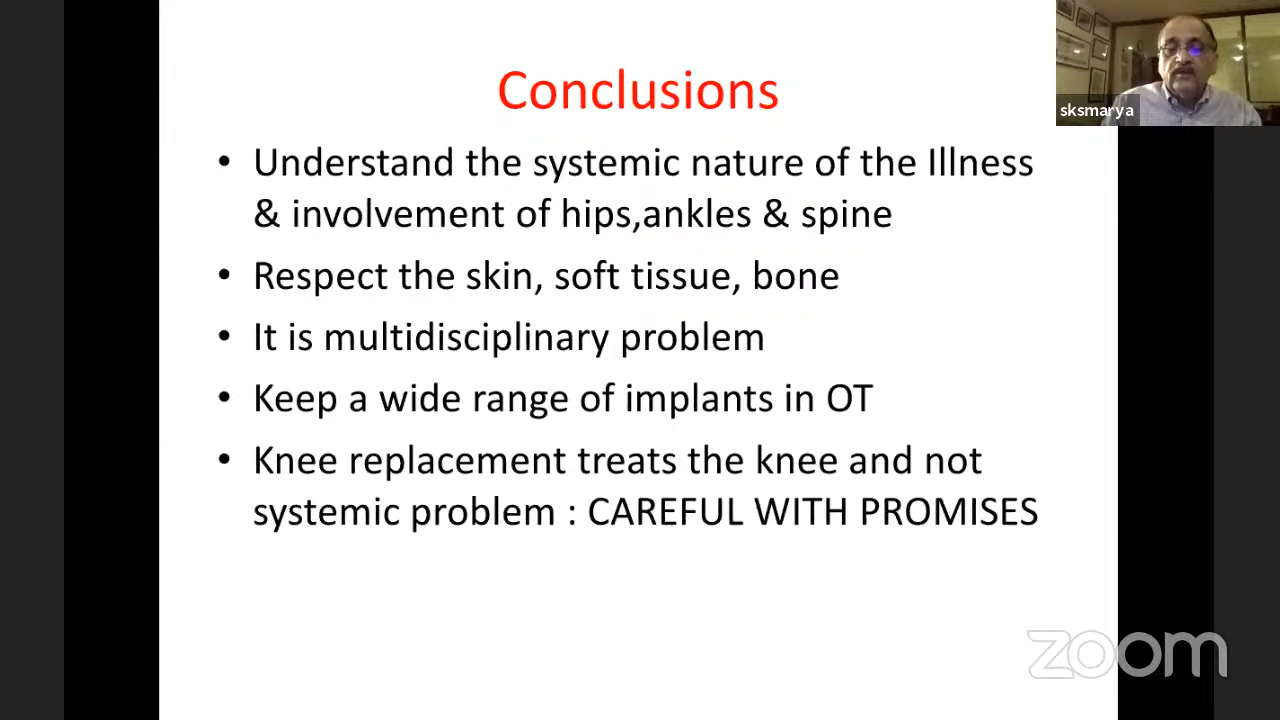 Conclusions
• Understand the systemic nature of the Illness
& involvement of hips,ankles & spine
• Respect the skin, soft tissue, bone
• It is multidisciplinary problem
• Keep a wide range of implants in OT
• Knee replacement treats the knee and not
systemic problem : CAREFUL WITH PROMISES
sksmarya
zoom